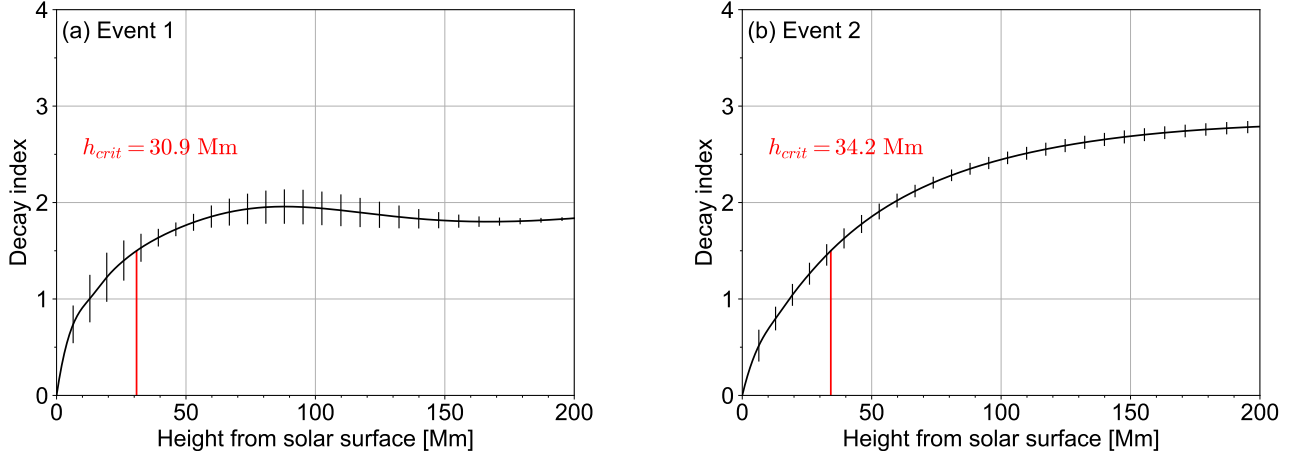 (a) Event 1
h_crit = 30.9 Mm
Decay index
4
3
2
1
0
0 50 100 150 200
Height from solar surface [Mm]
(b) Event 2
h_crit = 34.2 Mm
Decay index
4
3
2
1
0
0 50 100 150 200
Height from solar surface [Mm]